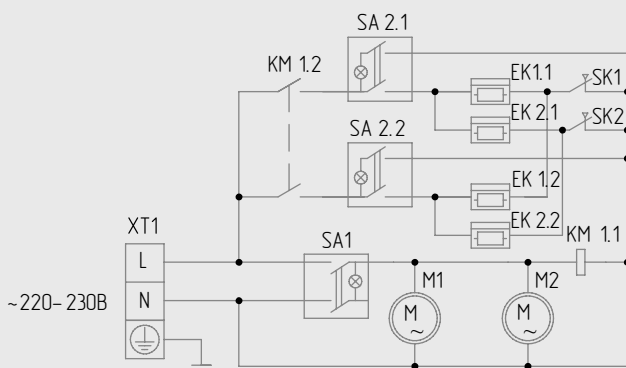 SA 2.1
KM 1.2
EK1.1
SK1
EK 2.1
SK2
SA 2.2
EK 1.2
EK 2.2
XT1
SA1
KM 1.1
L
M1
M2
N
~220-230В
M
~
M
~